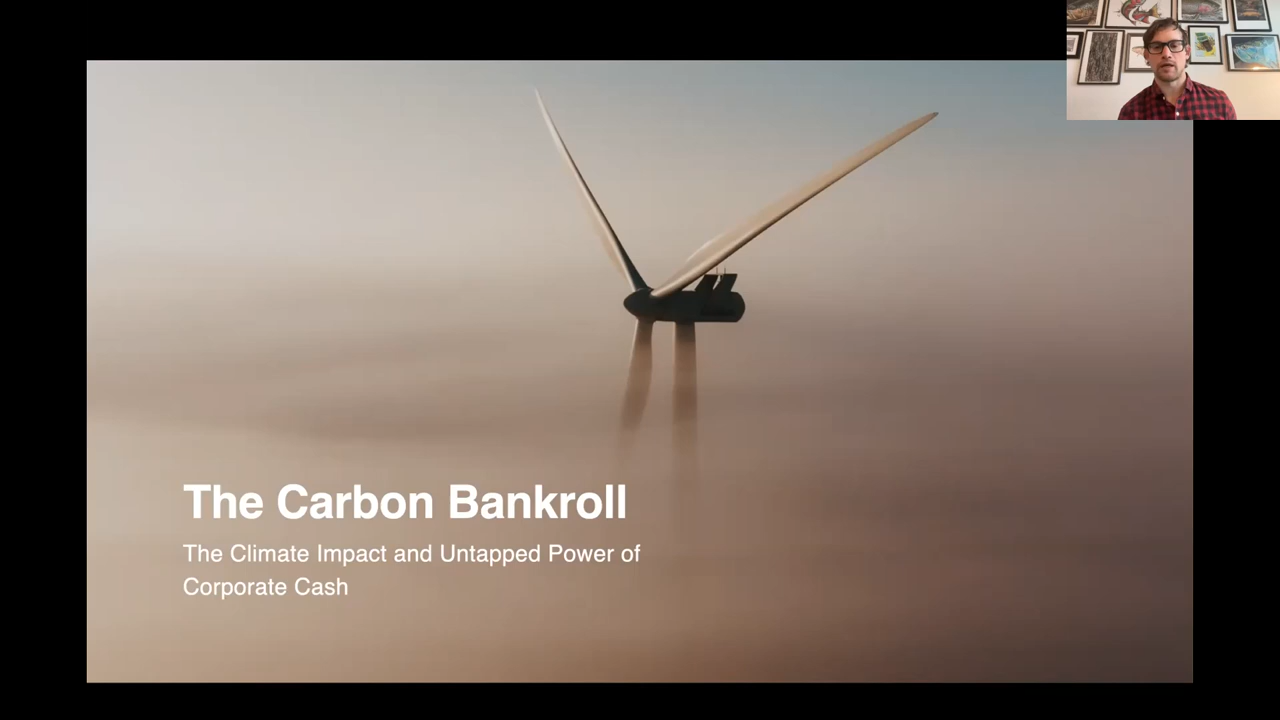 The Carbon Bankroll
The Climate Impact and Untapped Power of
Corporate Cash